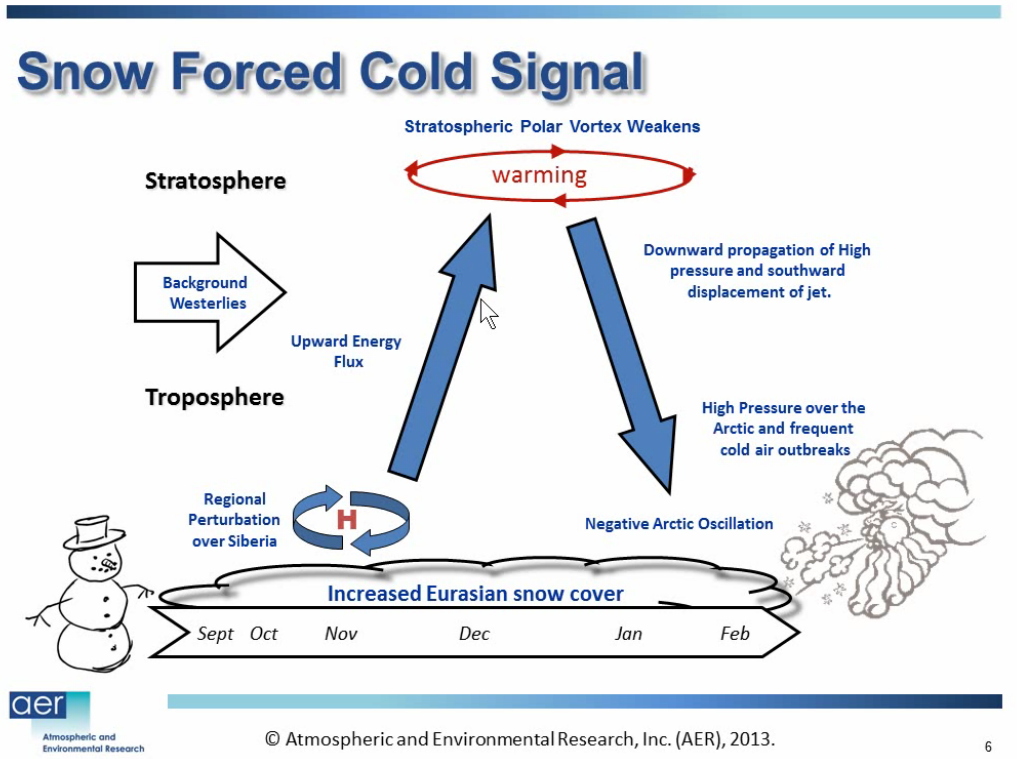 Snow Forced Cold Signal
Stratospheric Polar Vortex Weakens
warming
Stratosphere
Background
Westerlies
Upward Energy
Flux
Downward propagation of High
pressure and southward
displacement of jet.
Troposphere
High Pressure over the
Arctic and frequent
cold air outbreaks
Regional
Perturbation
over Siberia
H
Negative Arctic Oscillation
Increased Eurasian snow cover
Sept Oct Nov Dec Jan Feb
aer
Atmospheric and
Environmental Research
© Atmospheric and Environmental Research, Inc. (AER), 2013.
6